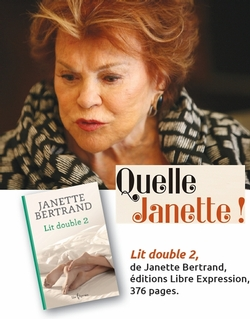 Quelle
Janette !
JANETTE
BERTRAND
Lit double 2
Lit double 2,
de Janette Bertrand,
éditions Libre Expression,
376 pages.